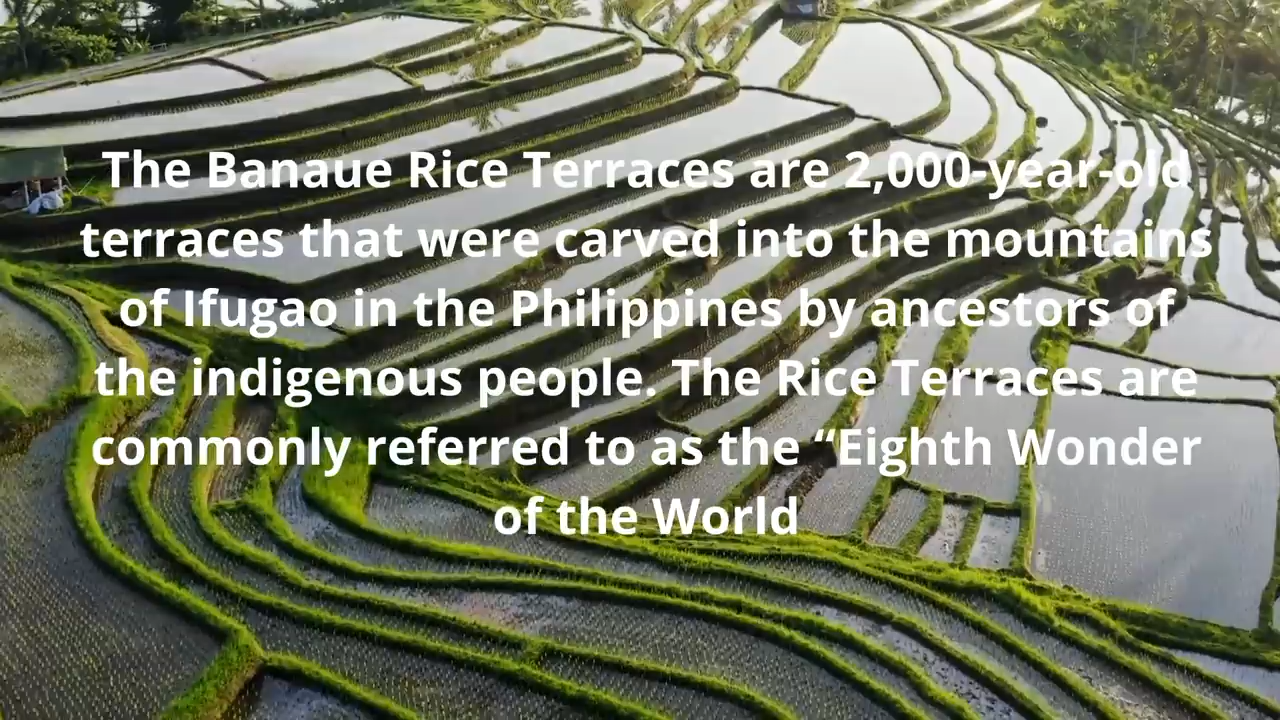 The Banaue Rice Terraces are 2,000-year-old
terraces that were carved into the mountains
of Ifugao in the Philippines by ancestors of
the indigenous people. The Rice Terraces are
commonly referred to as the “Eighth Wonder
of the World